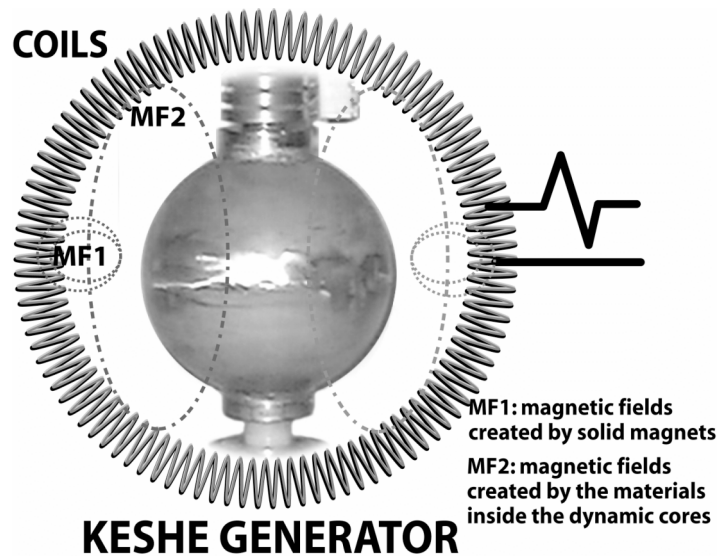 COILS
MF2
MF1
MF1: magnetic fields
created by solid magnets
MF2: magnetic fields
created by the materials
inside the dynamic cores
KESHE GENERATOR